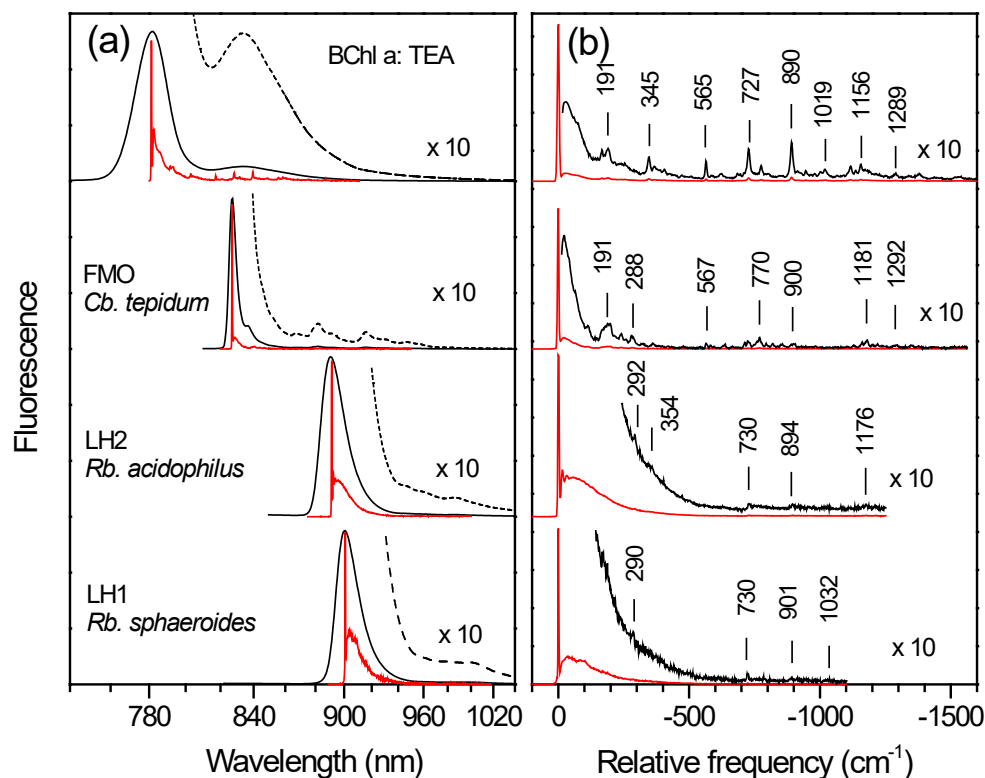 (a)
BChl a: TEA
x 10
FMO
Cb. tepidum
x 10
LH2
Rb. acidophilus
x 10
LH1
Rb. sphaeroides
x 10
Fluorescence
780 840 900 960 1020
Wavelength (nm)
(b)
191 345 565 727 890 1019 1156 1289
x 10
191 288 567 770 900 1181 1292
x 10
292 354 730 894 1176
x 10
290 730 901 1032
x 10
0 -500 -1000 -1500
Relative frequency (cm-1)